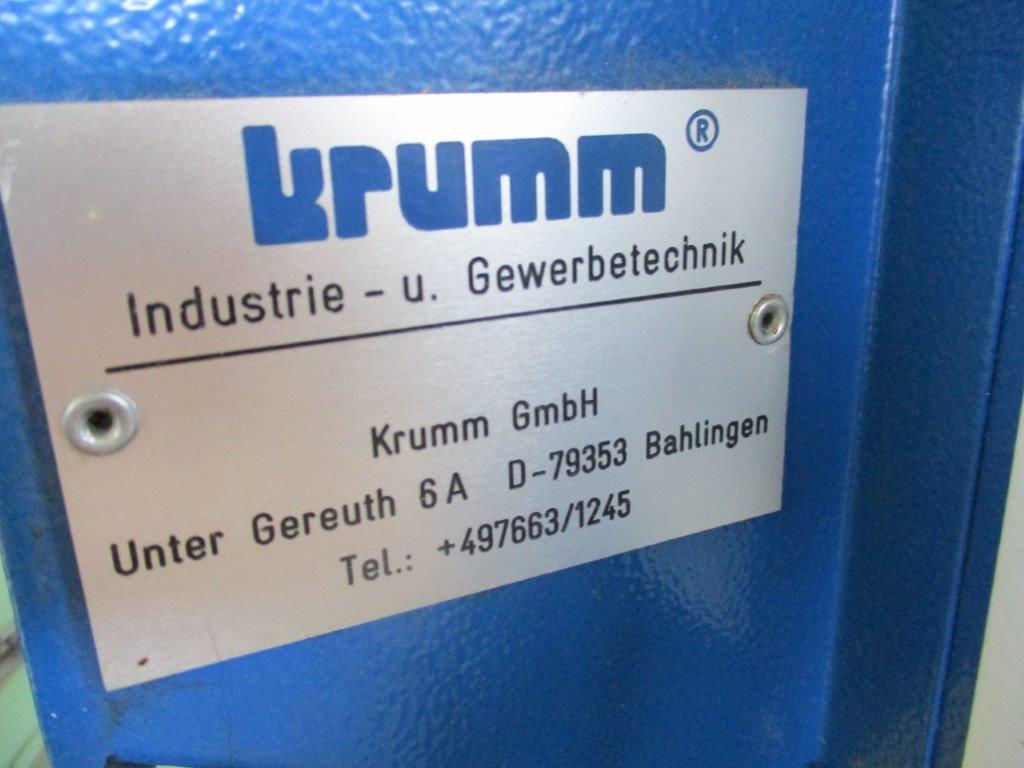 krumm ®
Industrie - u. Gewerbetechnik
Krumm GmbH
Unter Gereuth 6 A D-79353 Bahlingen
Tel.: +497663/1245